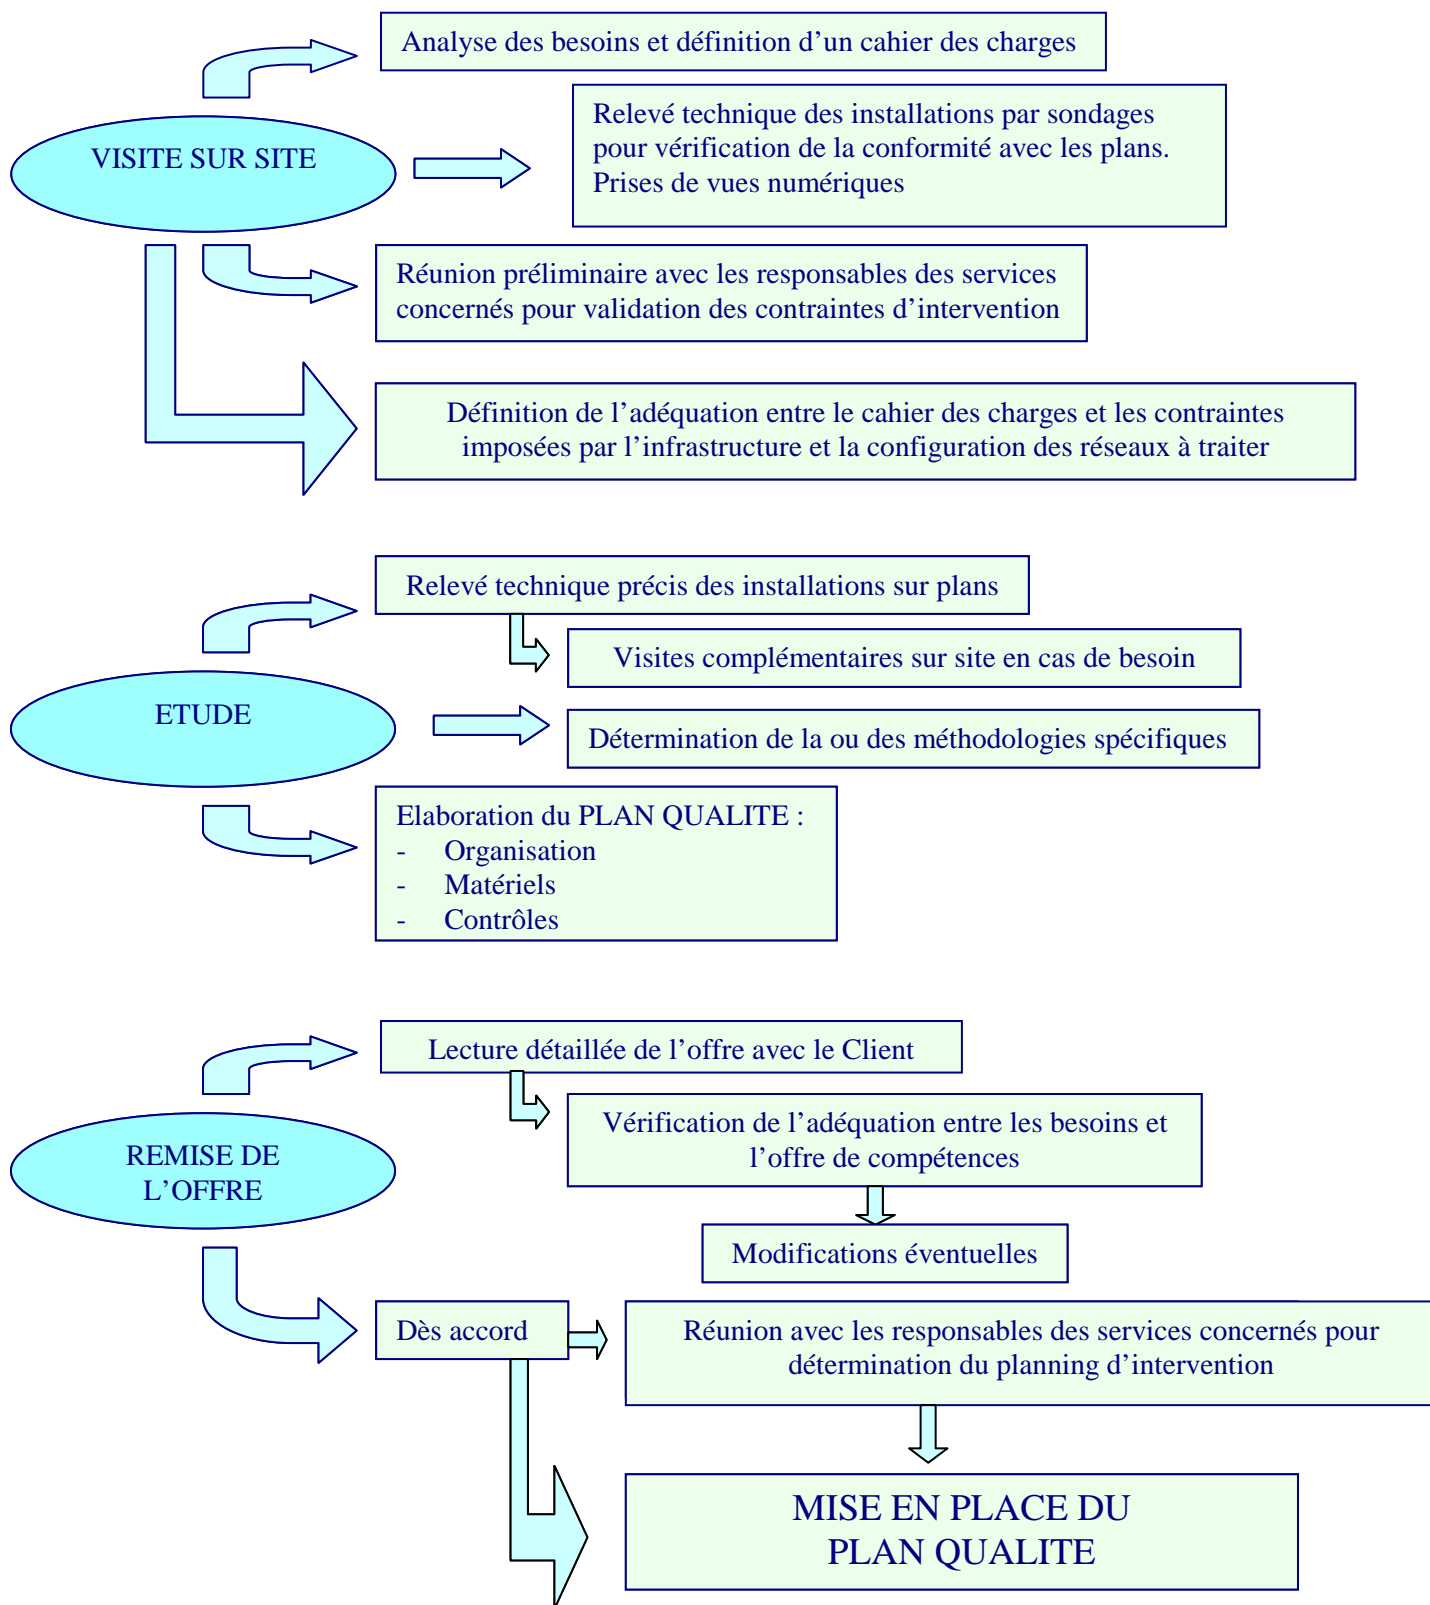 Analyse des besoins et définition d’un cahier des charges
VISITE SUR SITE
Relevé technique des installations par sondages
pour vérification de la conformité avec les plans.
Prises de vues numériques
Réunion préliminaire avec les responsables des services
concernés pour validation des contraintes d’intervention
Définition de l’adéquation entre le cahier des charges et les contraintes
imposées par l’infrastructure et la configuration des réseaux à traiter
Relevé technique précis des installations sur plans
Visites complémentaires sur site en cas de besoin
ETUDE
Détermination de la ou des méthodologies spécifiques
Elaboration du PLAN QUALITE :
- Organisation
- Matériels
- Contrôles
Lecture détaillée de l’offre avec le Client
Vérification de l’adéquation entre les besoins et
l’offre de compétences
REMISE DE
L’OFFRE
Modifications éventuelles
Dès accord
Réunion avec les responsables des services concernés pour
détermination du planning d’intervention
MISE EN PLACE DU
PLAN QUALITE